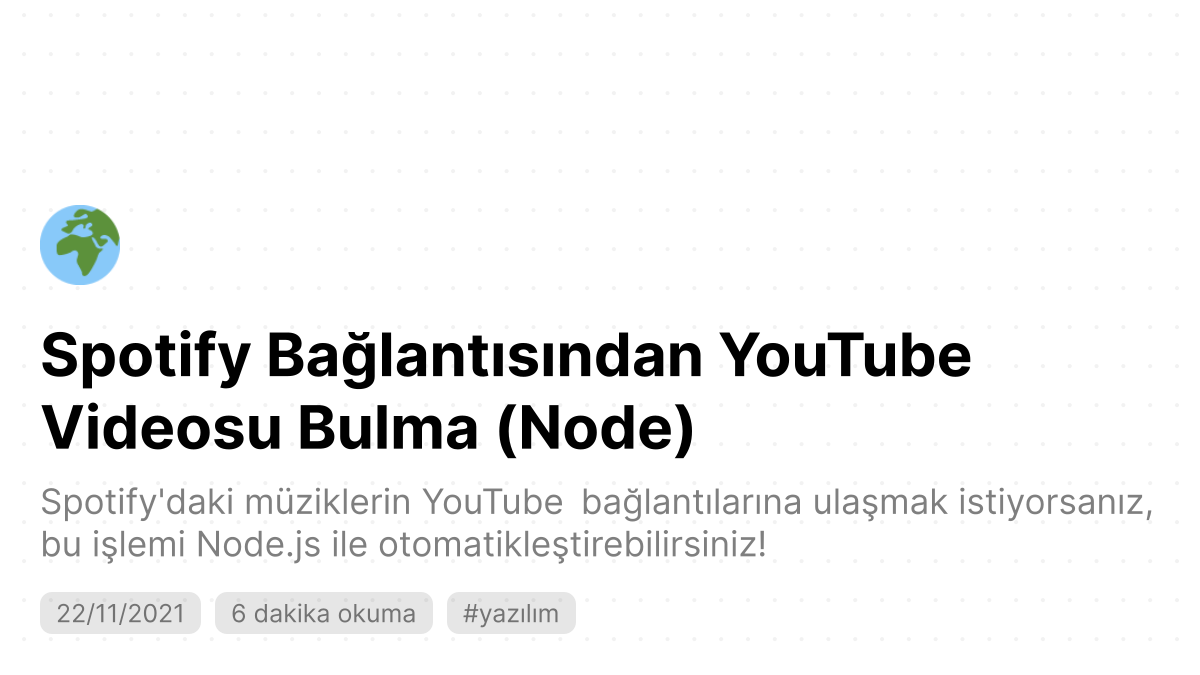 Spotify Bağlantısından YouTube
Videosu Bulma (Node)
Spotify'daki müziklerin YouTube bağlantılarına ulaşmak istiyorsanız,
bu işlemi Node.js ile otomatikleştirebilirsiniz!
22/11/2021 6 dakika okuma #yazılım